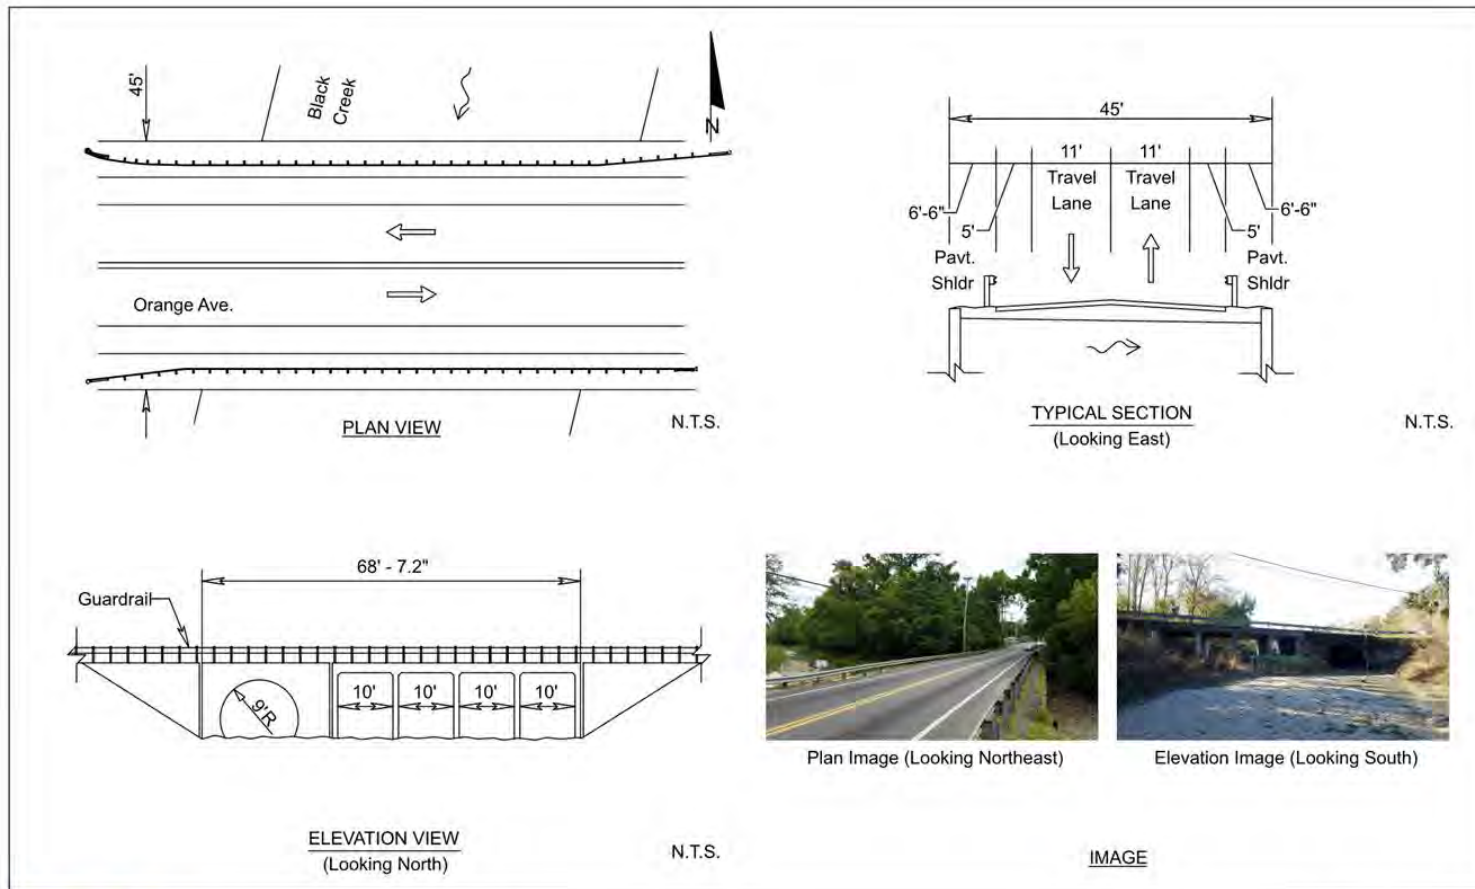 45'
Black
Creek
N
Orange Ave.
PLAN VIEW
N.T.S.
45'
11'
11'
Travel
Lane
Travel
Lane
6'-6"
6'-6"
5'
5'
Pavt.
Shldr
Pavt.
Shldr
TYPICAL SECTION
(Looking East)
N.T.S.
68' - 7.2"
Guardrail
9'R
10'
10'
10'
10'
ELEVATION VIEW
(Looking North)
N.T.S.
Plan Image (Looking Northeast)
Elevation Image (Looking South)
IMAGE